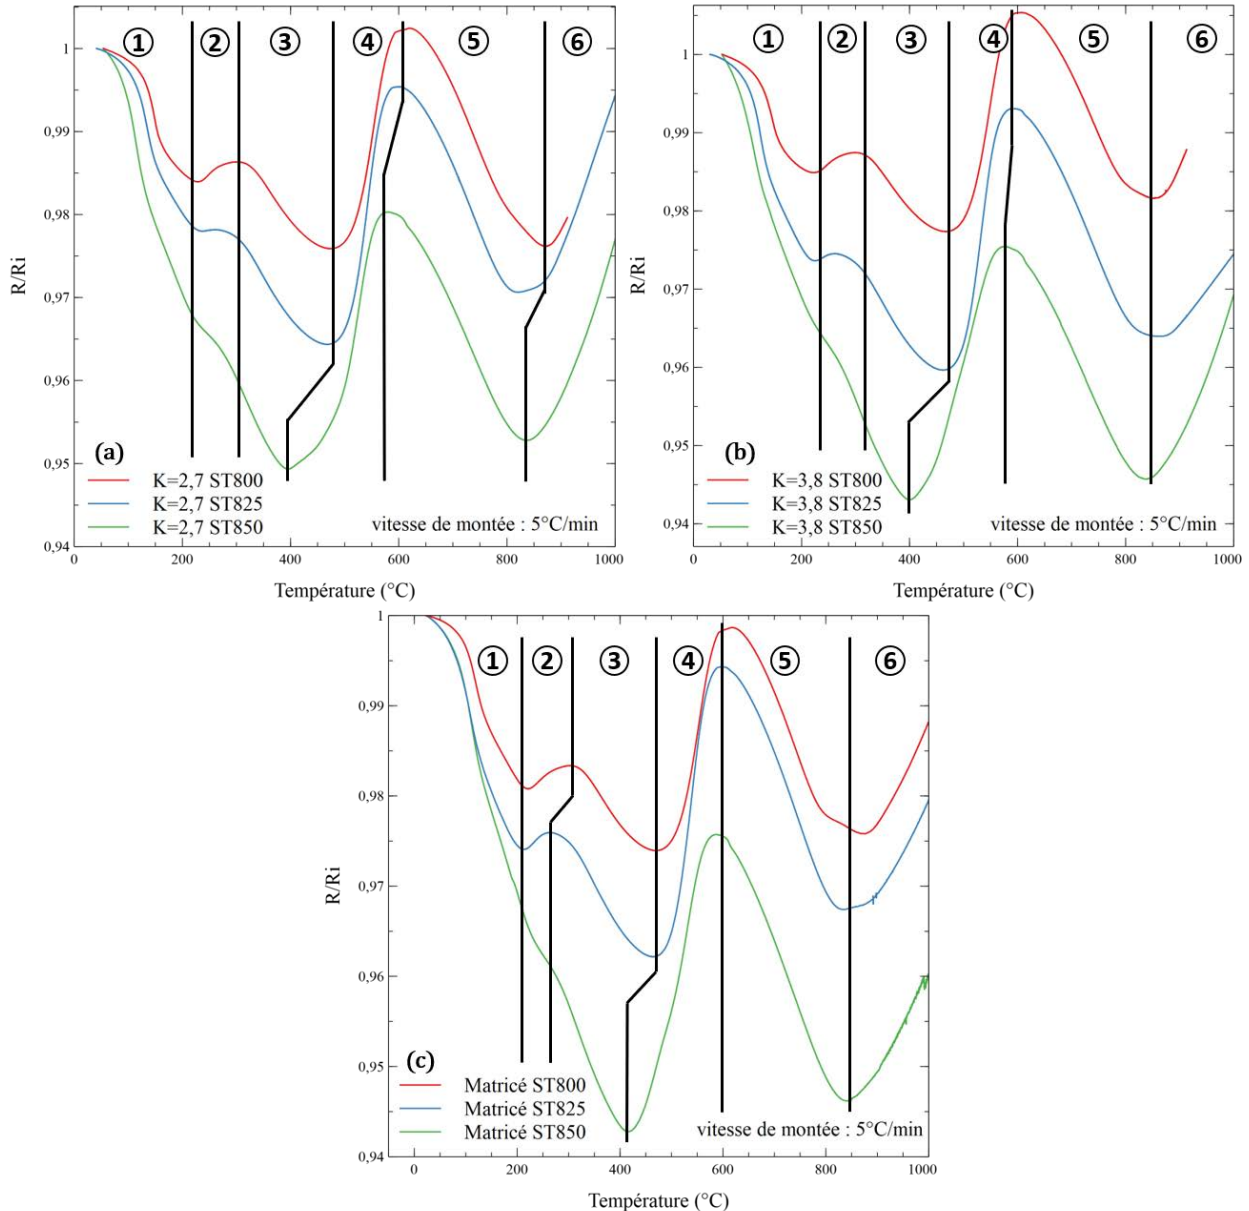 ① ② ③ ④ ⑤ ⑥
1
0,99
0,98
0,97
0,96
0,95
0,94
R/Ri
(a)
K=2,7 ST800
K=2,7 ST825
K=2,7 ST850
vitesse de montée : 5°C/min
0 200 400 600 800 1000
Température (°C)
① ② ③ ④ ⑤ ⑥
1
0,99
0,98
0,97
0,96
0,95
0,94
R/Ri
(b)
K=3,8 ST800
K=3,8 ST825
K=3,8 ST850
vitesse de montée : 5°C/min
0 200 400 600 800 1000
Température (°C)
① ② ③ ④ ⑤ ⑥
1
0,99
0,98
0,97
0,96
0,95
0,94
R/Ri
(c)
Matricé ST800
Matricé ST825
Matricé ST850
vitesse de montée : 5°C/min
0 200 400 600 800 1000
Température (°C)